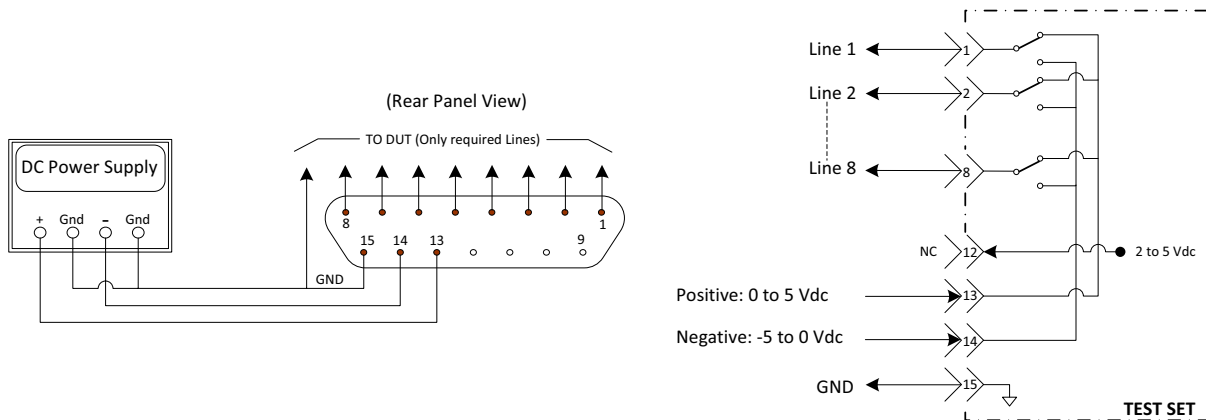 (Rear Panel View)
TO DUT (Only required Lines)
DC Power Supply
+ Gnd - Gnd
8 1
15 14 13 9
GND
Line 1 1
Line 2 2
Line 8 8
NC 12 2 to 5 Vdc
Positive: 0 to 5 Vdc 13
Negative: -5 to 0 Vdc 14
GND 15
TEST SET